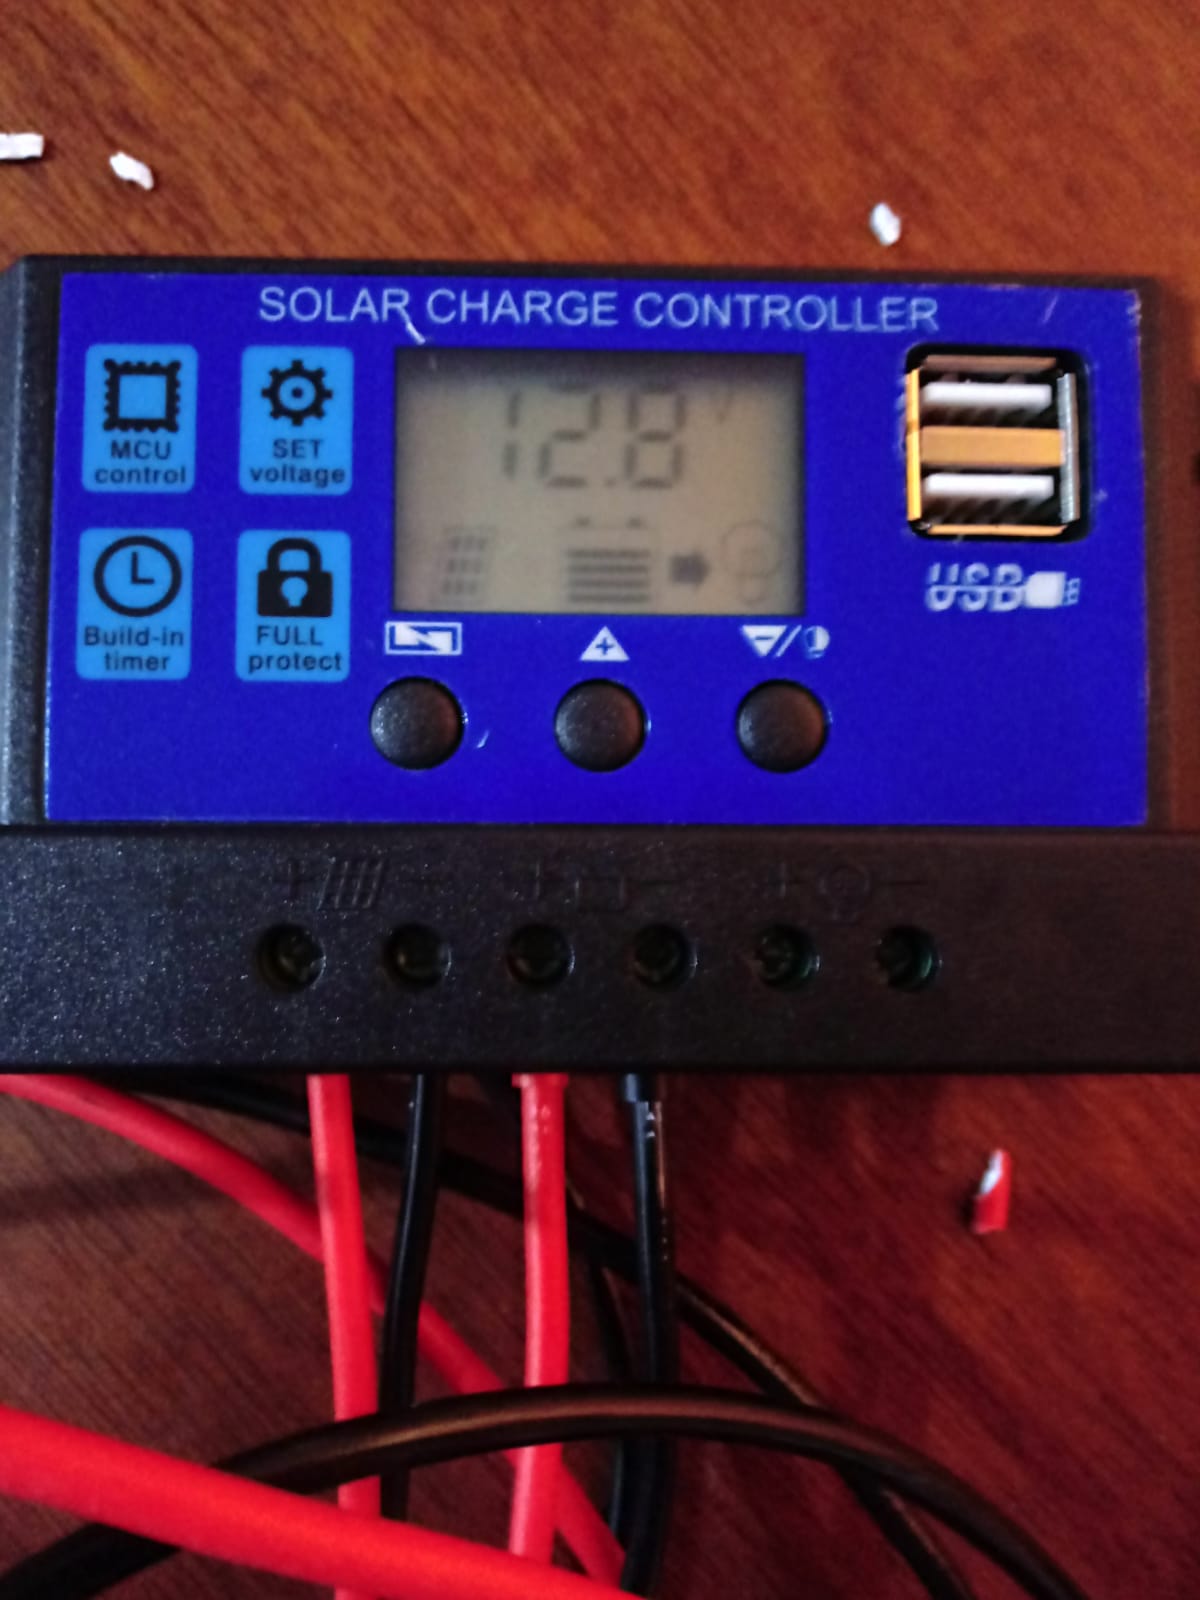 SOLAR CHARGE CONTROLLER
MCU
control
SET
voltage
12.8 V
Build-in
timer
FULL
protect
USB